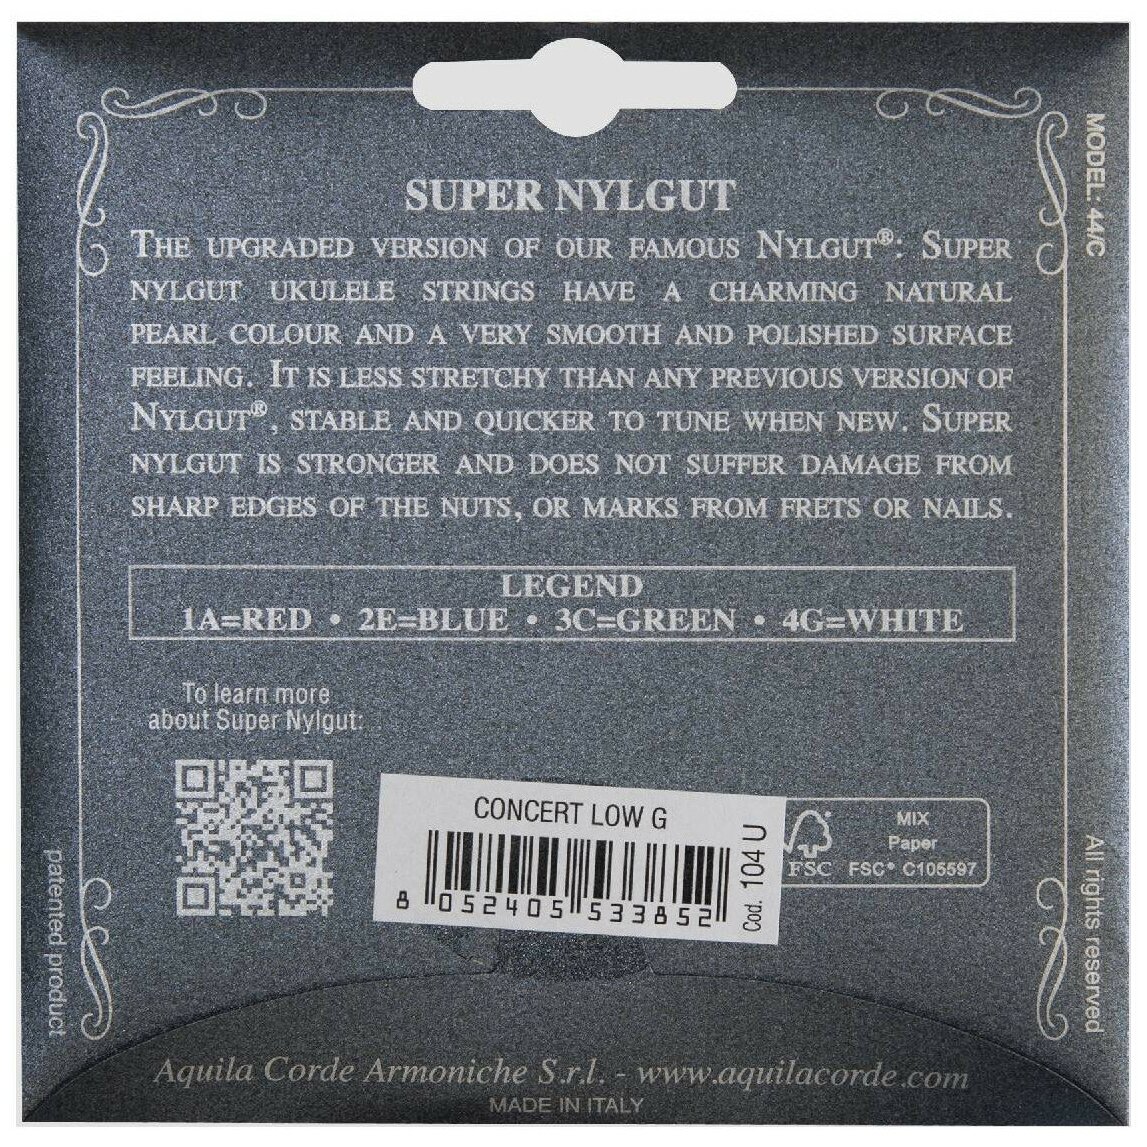 SUPER NYLGUT
THE UPGRADED VERSION OF OUR FAMOUS NYLGUT®: SUPER
NYLGUT UKULELE STRINGS HAVE A CHARMING NATURAL
PEARL COLOUR AND A VERY SMOOTH AND POLISHED SURFACE
FEELING. IT IS LESS STRETCHY THAN ANY PREVIOUS VERSION OF
NYLGUT®, STABLE AND QUICKER TO TUNE WHEN NEW. SUPER
NYLGUT IS STRONGER AND DOES NOT SUFFER DAMAGE FROM
SHARP EDGES OF THE NUTS, OR MARKS FROM FRETS OR NAILS.
LEGEND
1A=RED • 2E=BLUE • 3C=GREEN • 4G=WHITE
MODEL: 44/C
To learn more
about Super Nylgut:
CONCERT LOW G
8 052405 533852
Cod. 104 U
FSC
MIX
Paper
FSC® C105597
patented product
All rights reserved
Aquila Corde Armoniche S.r.l. - www.aquilacorde.com
MADE IN ITALY